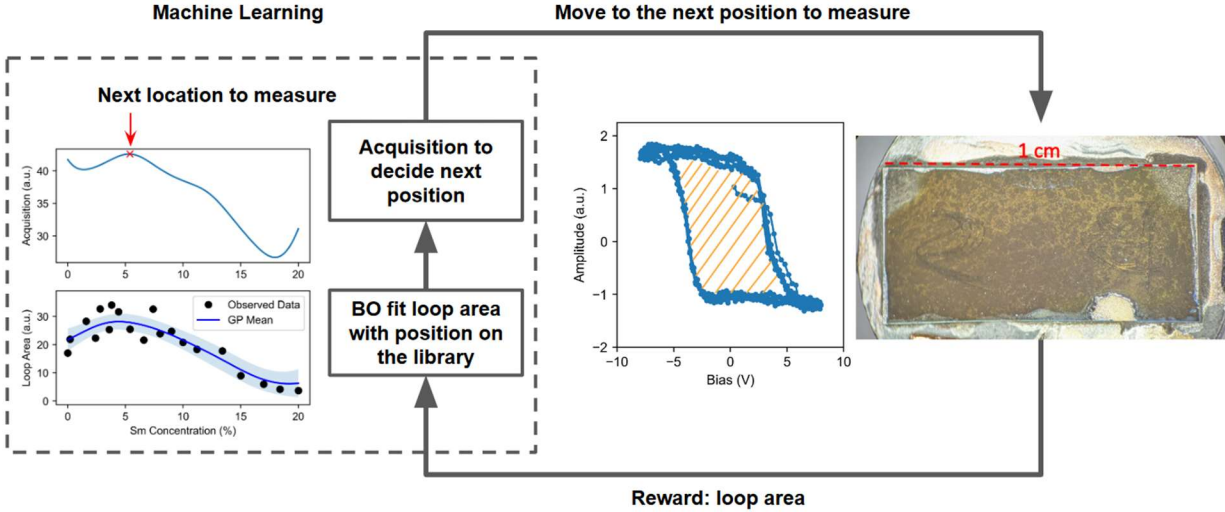 Machine Learning
Move to the next position to measure
Next location to measure
Acquisition (a.u.)
40
35
30
0
5
10
15
20
Acquisition to
decide next
position
Loop Area (a.u.)
30
20
10
0
Observed Data
GP Mean
0
5
10
15
20
Sm Concentration (%)
BO fit loop area
with position on
the library
Amplitude (a.u.)
2
1
0
−1
−2
−10
−5
0
5
10
Bias (V)
1 cm
Reward: loop area